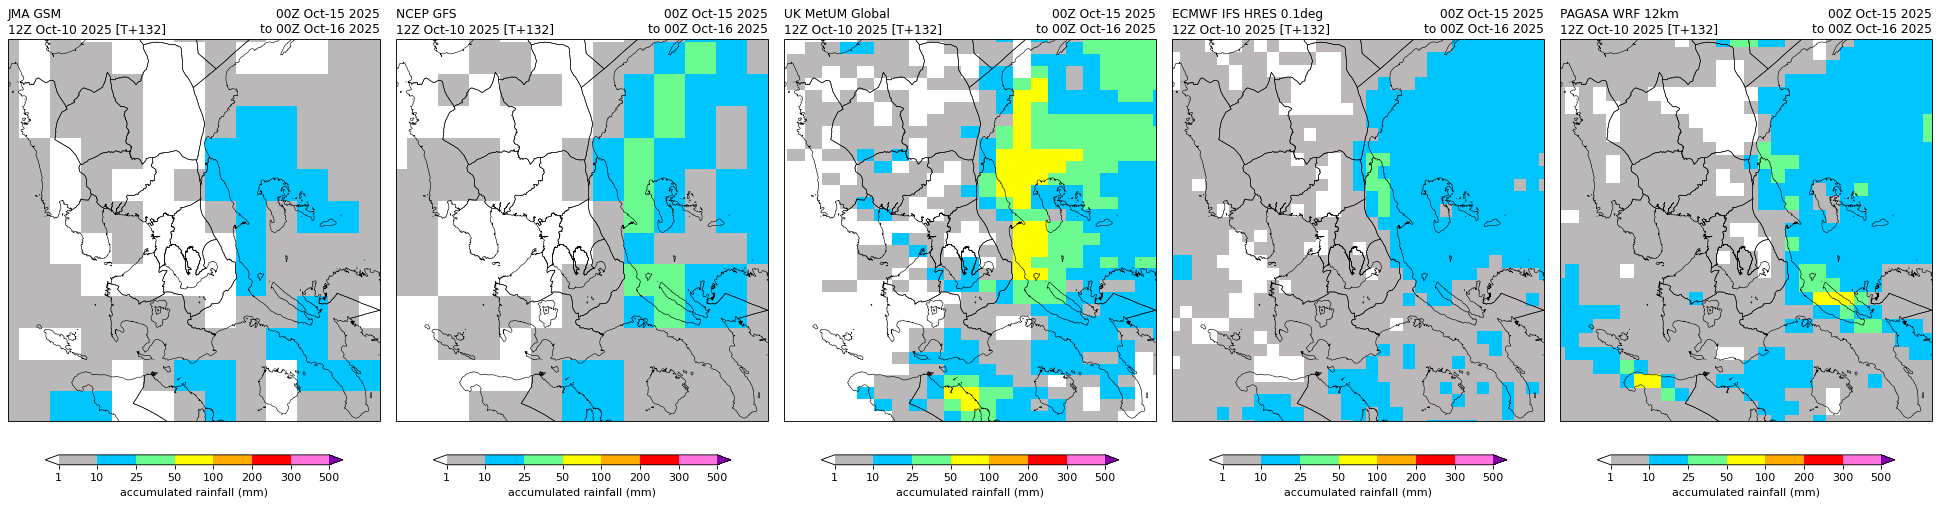 JMA GSM 00Z Oct-15 2025
12Z Oct-10 2025 [T+132] to 00Z Oct-16 2025
1 10 25 50 100 200 300 500
accumulated rainfall (mm)
NCEP GFS 00Z Oct-15 2025
12Z Oct-10 2025 [T+132] to 00Z Oct-16 2025
1 10 25 50 100 200 300 500
accumulated rainfall (mm)
UK MetUM Global 00Z Oct-15 2025
12Z Oct-10 2025 [T+132] to 00Z Oct-16 2025
1 10 25 50 100 200 300 500
accumulated rainfall (mm)
ECMWF IFS HRES 0.1deg 00Z Oct-15 2025
12Z Oct-10 2025 [T+132] to 00Z Oct-16 2025
1 10 25 50 100 200 300 500
accumulated rainfall (mm)
PAGASA WRF 12km 00Z Oct-15 2025
12Z Oct-10 2025 [T+132] to 00Z Oct-16 2025
1 10 25 50 100 200 300 500
accumulated rainfall (mm)